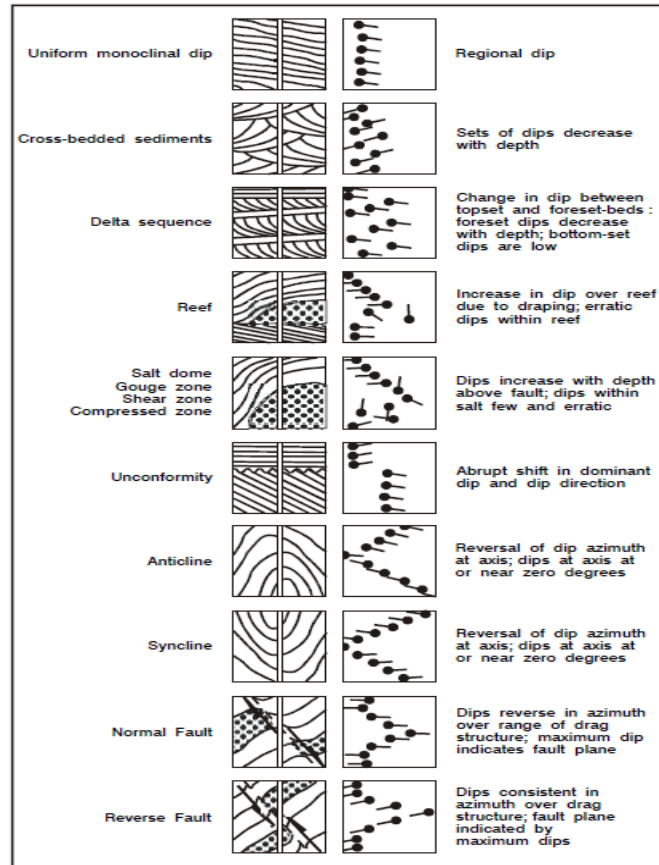 Uniform monoclinal dip
Regional dip
Cross-bedded sediments
Sets of dips decrease
with depth
Delta sequence
Change in dip between
topset and foreset-beds :
foreset dips decrease
with depth; bottom-set
dips are low
Reef
Increase in dip over reef
due to draping; erratic
dips within reef
Salt dome
Gouge zone
Shear zone
Compressed zone
Dips increase with depth
above fault; dips within
salt few and erratic
Unconformity
Abrupt shift in dominant
dip and dip direction
Anticline
Reversal of dip azimuth
at axis; dips at axis at
or near zero degrees
Syncline
Reversal of dip azimuth
at axis; dips at axis at
or near zero degrees
Normal Fault
Dips reverse in azimuth
over range of drag
structure; maximum dip
indicates fault plane
Reverse Fault
Dips consistent in
azimuth over drag
structure; fault plane
indicated by
maximum dips